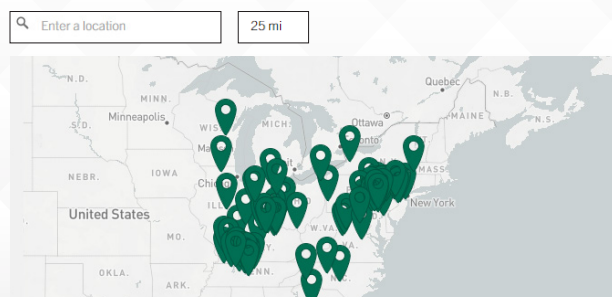 Enter a location
25 mi
N.D.
MINN.
Minneapolis
S.D.
WIS
MICH.
Quebec
N.B.
MAINE
N.S.
Ottawa
MASS
NEBR.
IOWA
New York
United States
MO.
W.VA
VA.
OKLA.
ARK.
N.C.